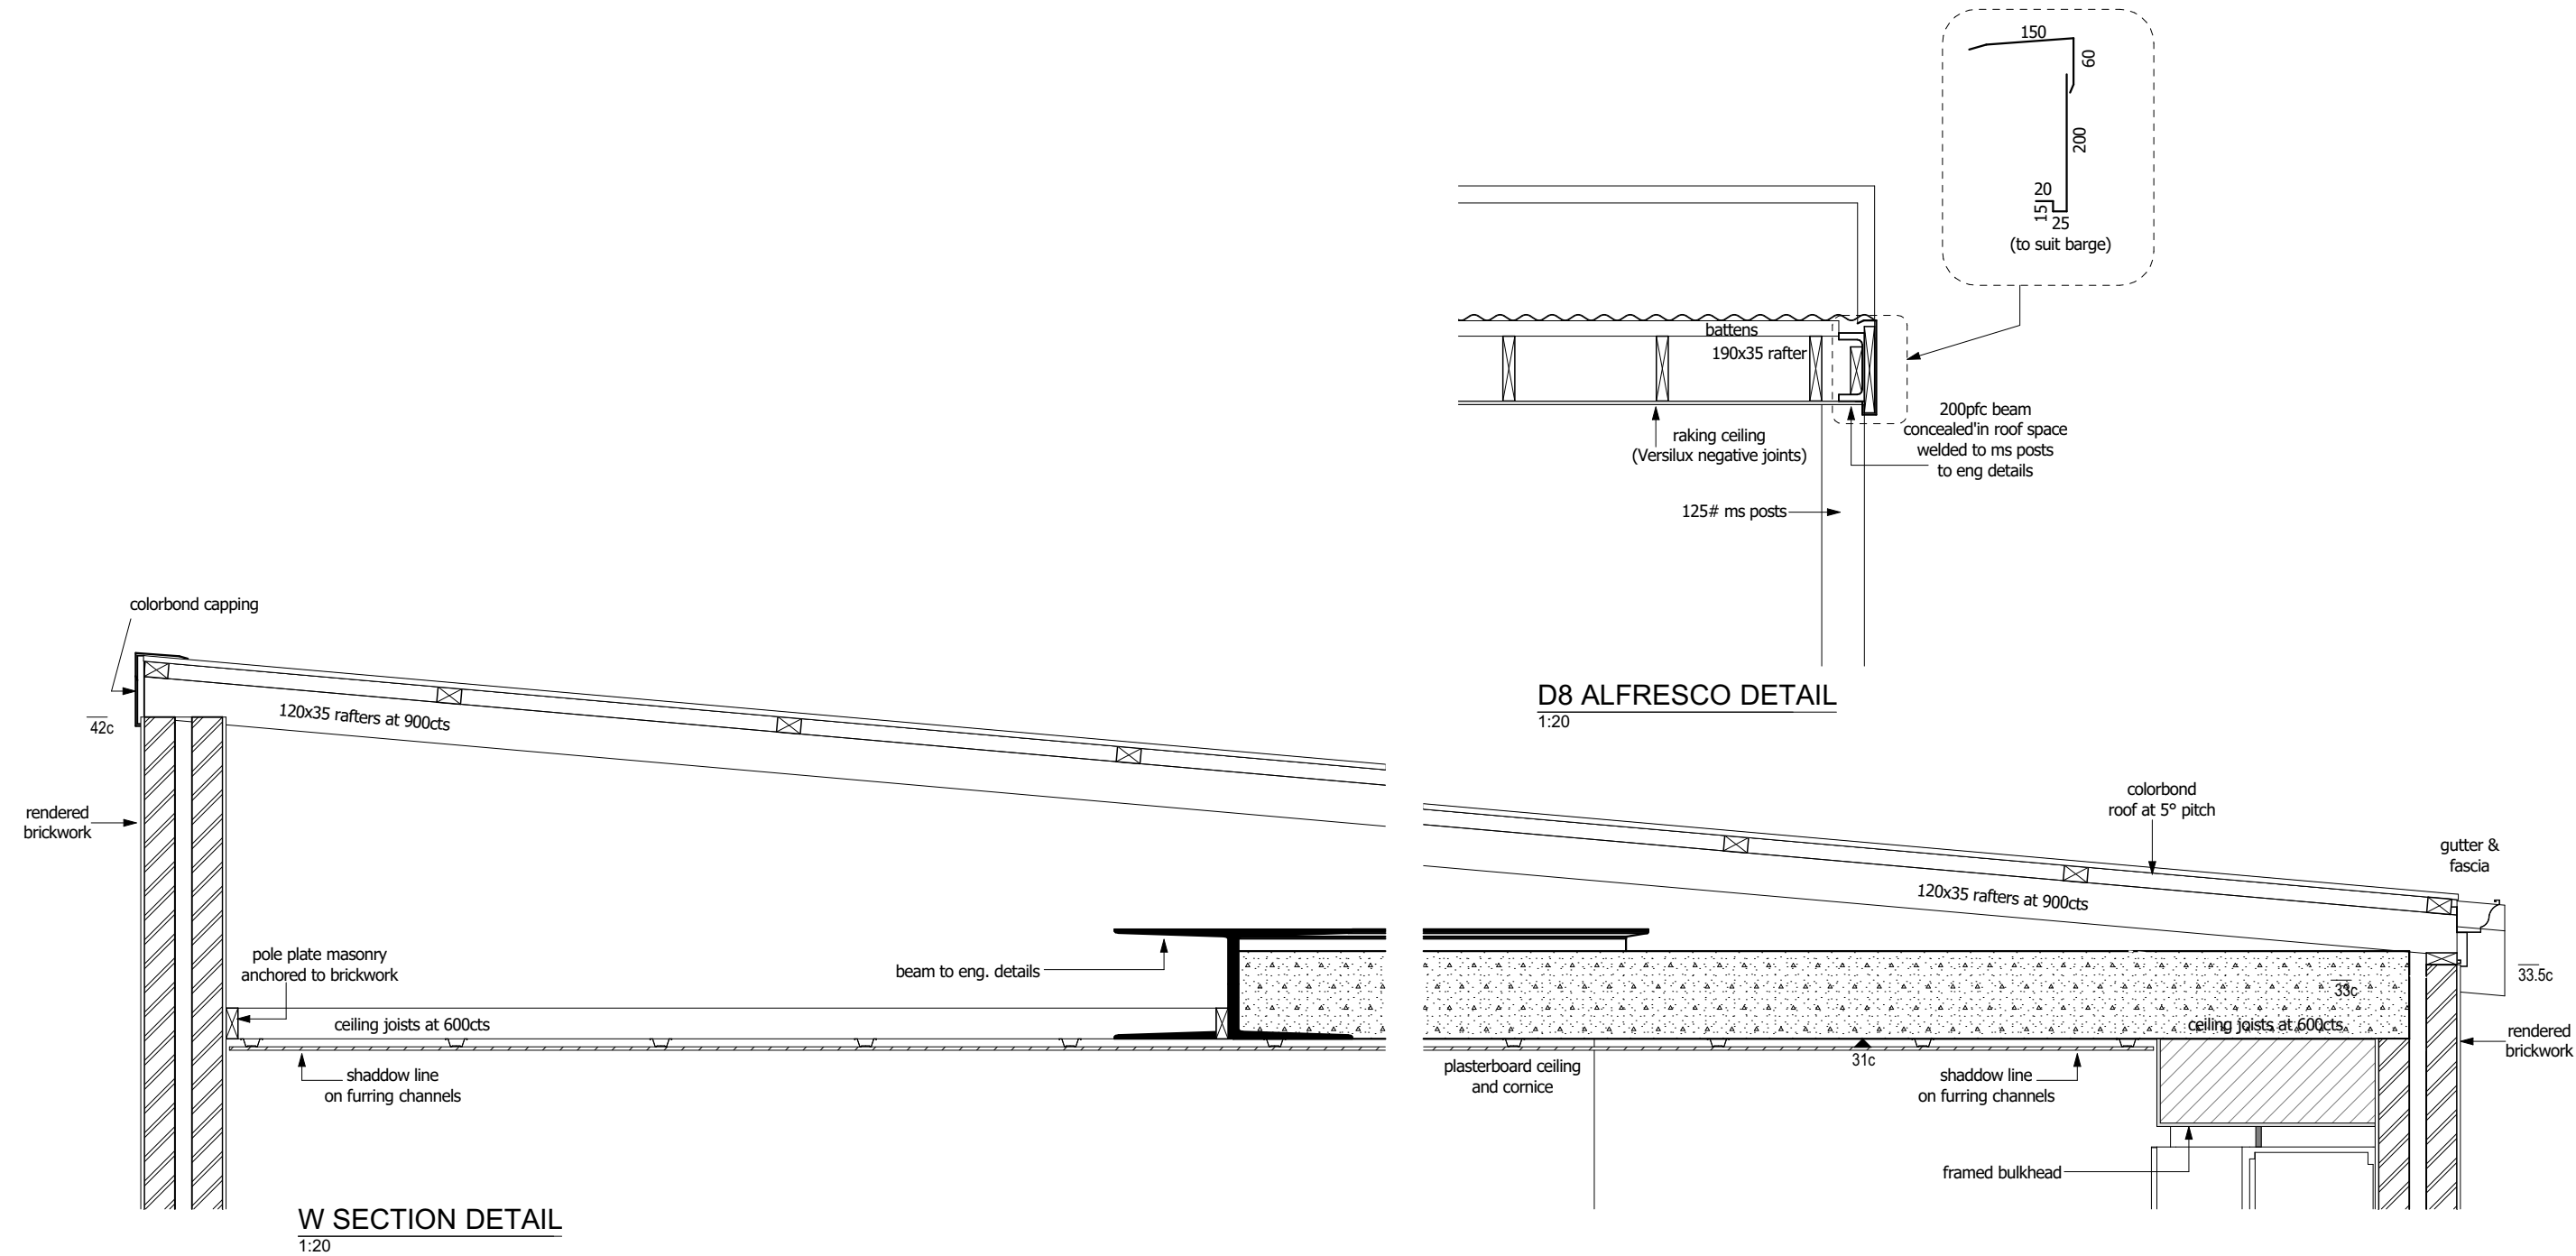 150
60
200
20
15
25
(to suit barge)
battens
190x35 rafter
200pfc beam
concealed'in roof space
welded to ms posts
to eng details
raking ceiling
(Versilux negative joints)
125# ms posts
D8 ALFRESCO DETAIL
1:20
colorbond capping
42c
120x35 rafters at 900cts
rendered
brickwork
pole plate masonry
anchored to brickwork
beam to eng. details
ceiling joists at 600cts
shaddow line
on furring channels
W SECTION DETAIL
1:20
colorbond
roof at 5° pitch
gutter &
fascia
120x35 rafters at 900cts
33.5c
33c
ceiling joists at 600cts
rendered
brickwork
plasterboard ceiling
and cornice
31c
shaddow line
on furring channels
framed bulkhead